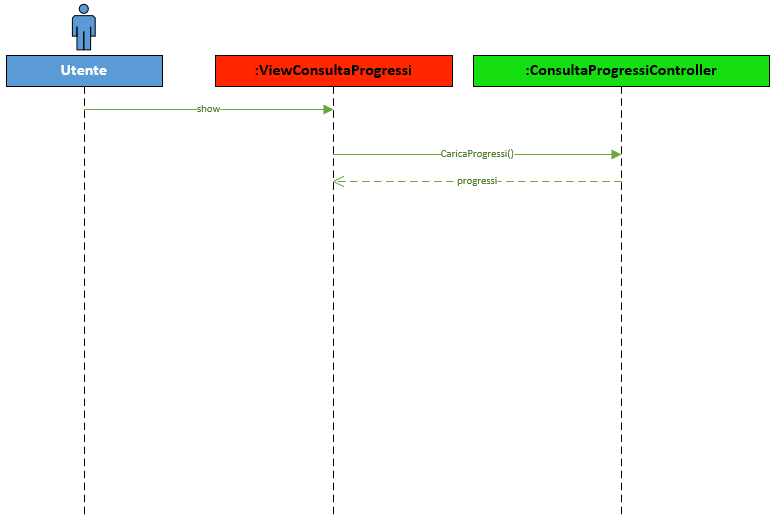 Utente
:ViewConsultaProgressi
:ConsultaProgressiController
show
CaricaProgressi()
progressi